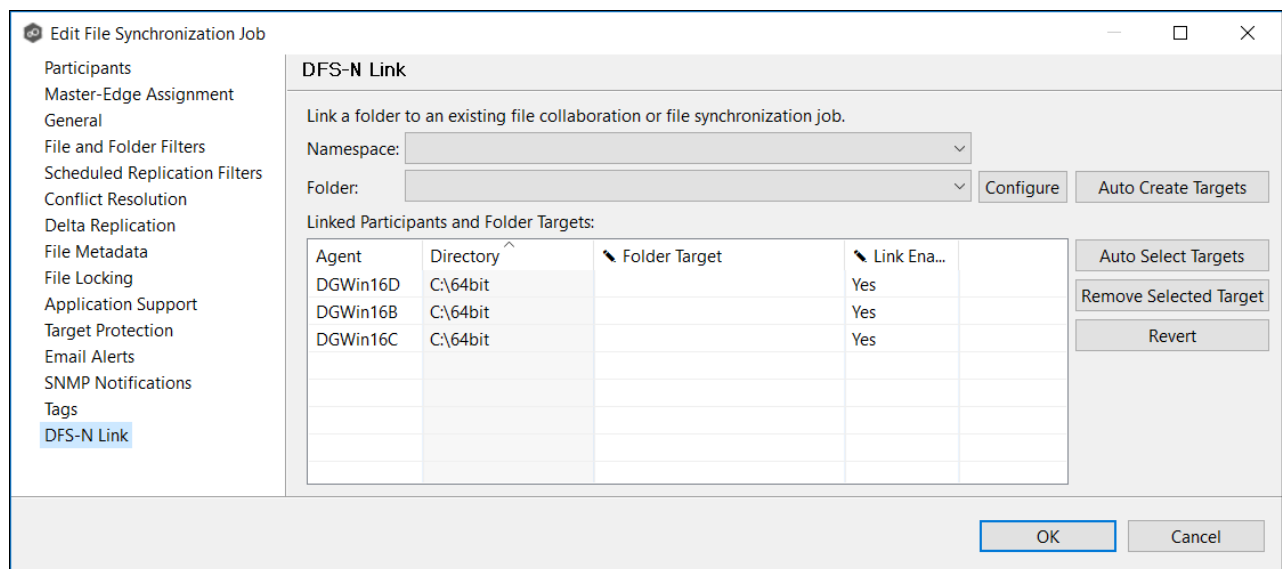 Edit File Synchronization Job
Participants
Master-Edge Assignment
General
File and Folder Filters
Scheduled Replication Filters
Conflict Resolution
Delta Replication
File Metadata
File Locking
Application Support
Target Protection
Email Alerts
SNMP Notifications
Tags
DFS-N Link
DFS-N Link
Link a folder to an existing file collaboration or file synchronization job.
Namespace:
Folder: Configure Auto Create Targets
Linked Participants and Folder Targets:
Agent Directory Folder Target Link Ena...
DGWin16D C:\64bit Yes
DGWin16B C:\64bit Yes
DGWin16C C:\64bit Yes
Auto Select Targets
Remove Selected Target
Revert
OK Cancel